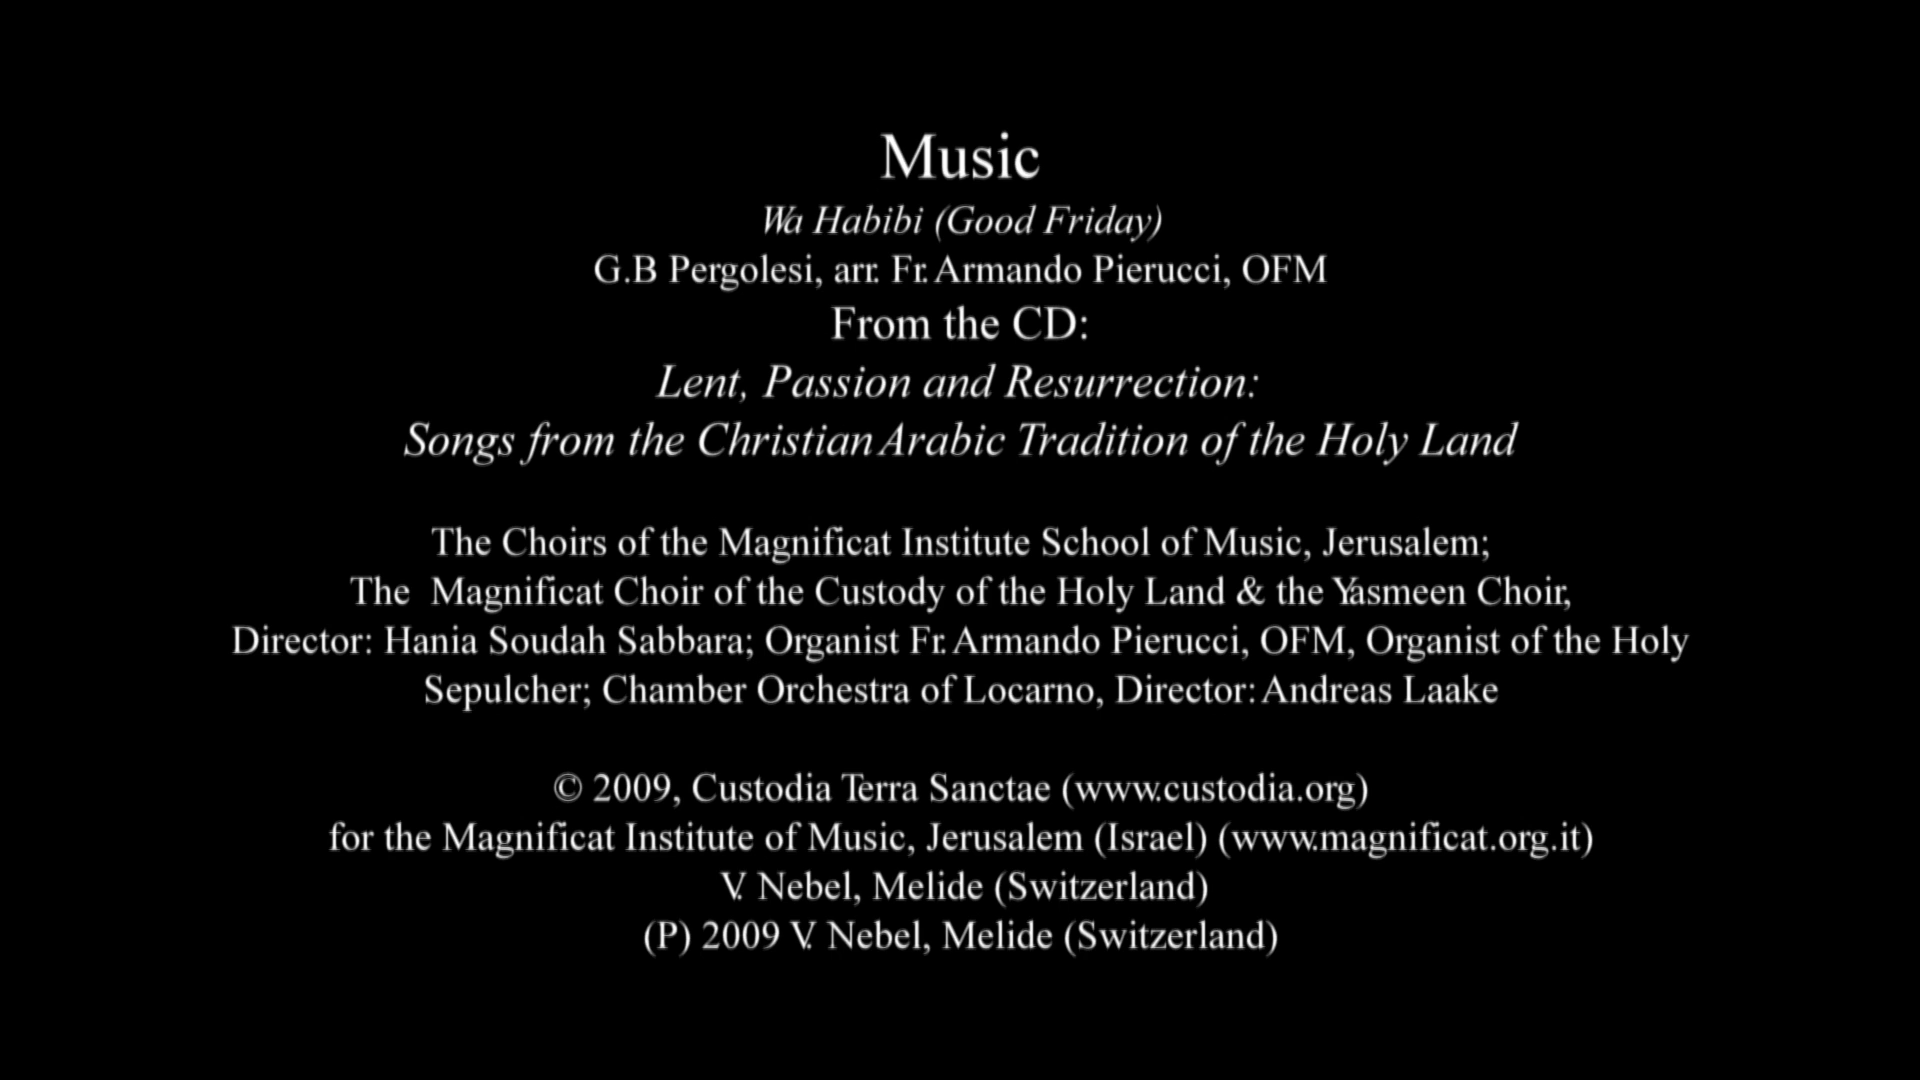 Music
Wa Habibi (Good Friday)
G.B Pergolesi, arr. Fr. Armando Pierucci, OFM
From the CD:
Lent, Passion and Resurrection:
Songs from the Christian Arabic Tradition of the Holy Land
The Choirs of the Magnificat Institute School of Music, Jerusalem;
The  Magnificat Choir of the Custody of the Holy Land & the Yasmeen Choir,
Director: Hania Soudah Sabbara; Organist Fr. Armando Pierucci, OFM, Organist of the Holy
Sepulcher; Chamber Orchestra of Locarno, Director: Andreas Laake
© 2009, Custodia Terra Sanctae (www.custodia.org)
for the Magnificat Institute of Music, Jerusalem (Israel) (www.magnificat.org.it)
V. Nebel, Melide (Switzerland)
(P) 2009 V. Nebel, Melide (Switzerland)